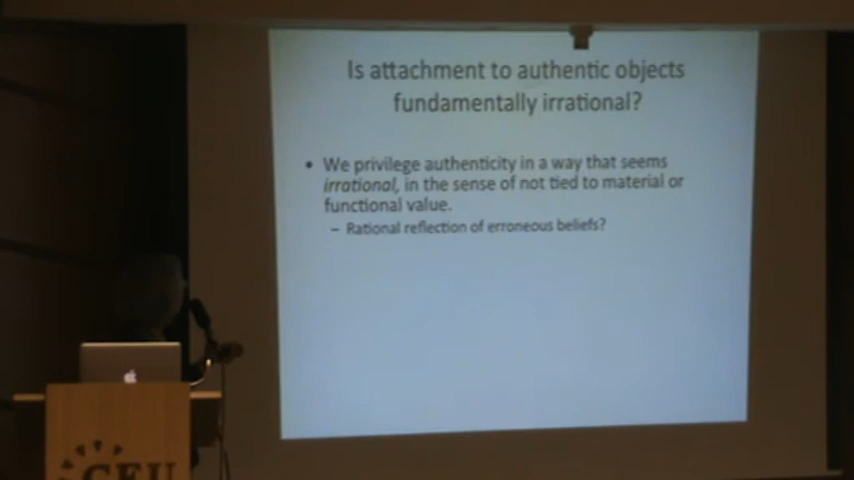 Is attachment to authentic objects
fundamentally irrational?
• We privilege authenticity in a way that seems
irrational, in the sense of not tied to material or
functional value.
– Rational reflection of erroneous beliefs?
CEU